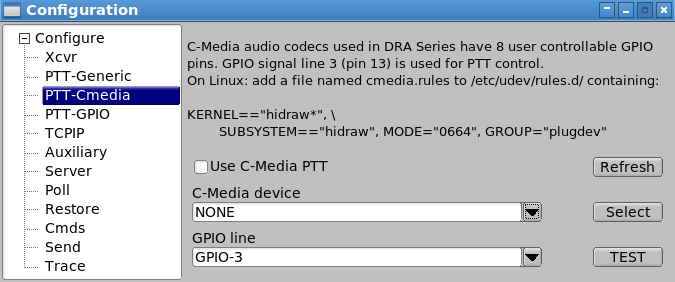 Configuration
Configure
Xcvr
PTT-Generic
PTT-Cmedia
PTT-GPIO
TCPIP
Auxiliary
Server
Poll
Restore
Cmds
Send
Trace
C-Media audio codecs used in DRA Series have 8 user controllable GPIO
pins. GPIO signal line 3 (pin 13) is used for PTT control.
On Linux: add a file named cmedia.rules to /etc/udev/rules.d/ containing:
KERNEL=="hidraw*", \
SUBSYSTEM=="hidraw", MODE="0664", GROUP="plugdev"
Use C-Media PTT
Refresh
C-Media device
NONE
Select
GPIO line
GPIO-3
TEST